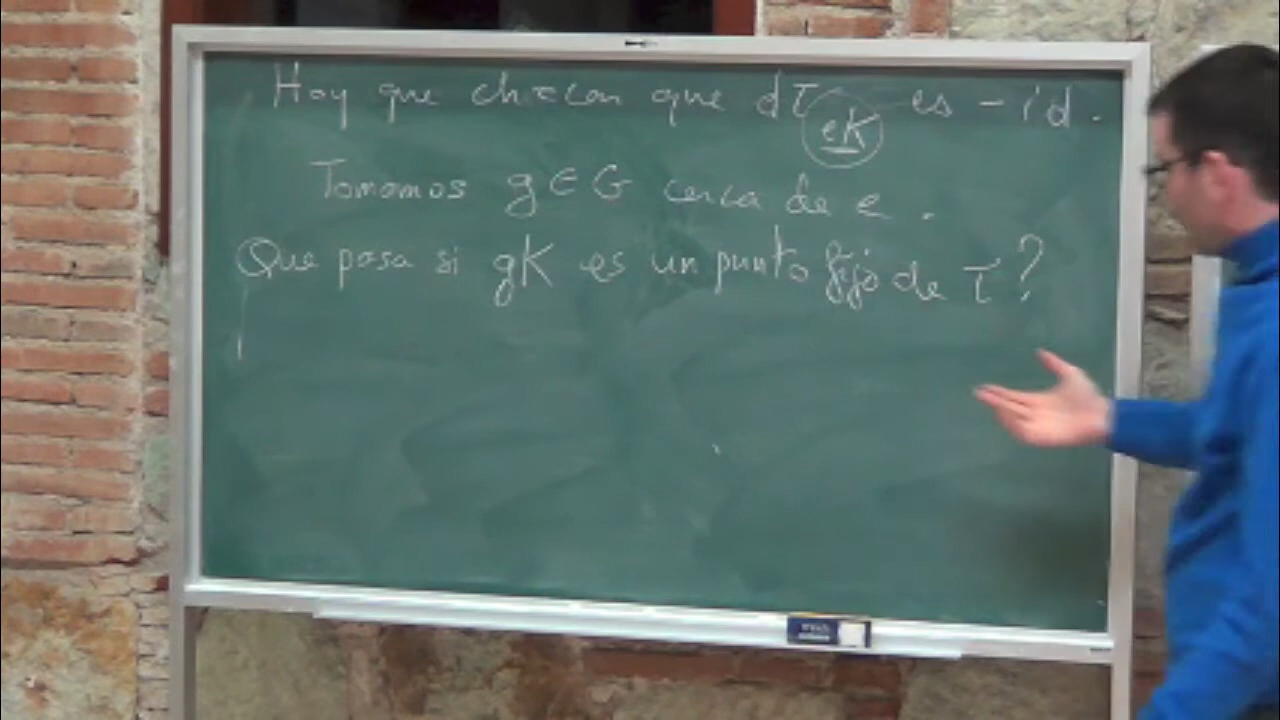 Hay que checar que dτ_eK es -id.
Tomamos g ∈ G cerca de e.
Que pasa si gK es un punto fijo de τ?